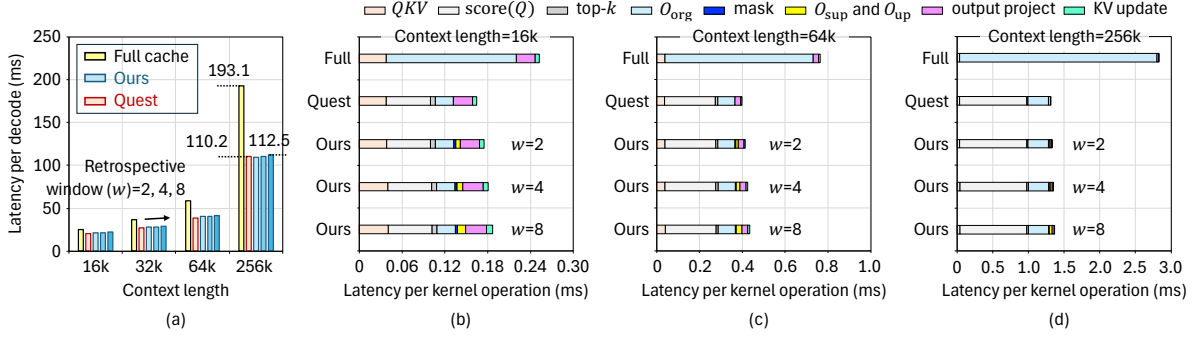 QKV score(Q) top-k O_org mask O_sup and O_up output project KV update
Latency per decode (ms)
250
200
150
100
50
0
Full cache
Ours
Quest
193.1
110.2
112.5
Retrospective
window (w)=2, 4, 8
16k 32k 64k 256k
Context length
(a)
Context length=16k
Full
Quest
Ours w=2
Ours w=4
Ours w=8
0 0.06 0.12 0.18 0.24 0.30
Latency per kernel operation (ms)
(b)
Context length=64k
Full
Quest
Ours w=2
Ours w=4
Ours w=8
0 0.2 0.4 0.6 0.8 1.0
Latency per kernel operation (ms)
(c)
Context length=256k
Full
Quest
Ours w=2
Ours w=4
Ours w=8
0 0.5 1.0 1.5 2.0 2.5 3.0
Latency per kernel operation (ms)
(d)